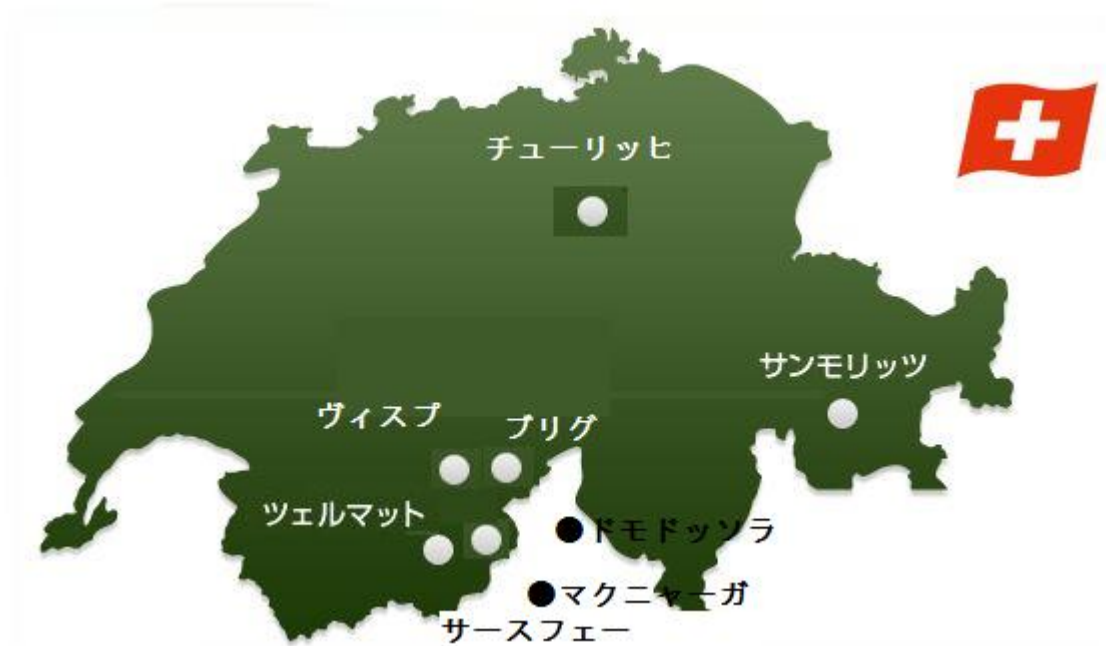 チューリッヒ
サンモリッツ
ヴィスプ
ブリグ
ツェルマット
●ドモドッソラ
●マクニャーガ
サースフェー